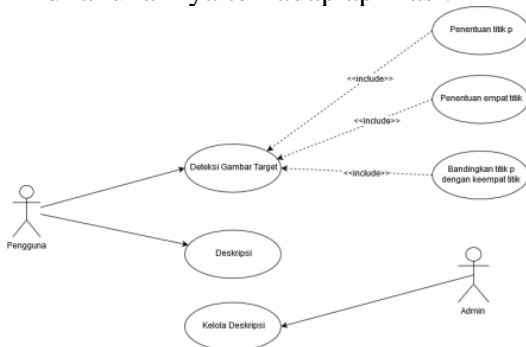 Penentuan titik p
<<include>>
Penentuan empat titik
<<include>>
Deteksi Gambar Target
<<include>>
Bandingkan titik p
dengan keempat titik
Pengguna
Deskripsi
Admin
Kelola Deskripsi